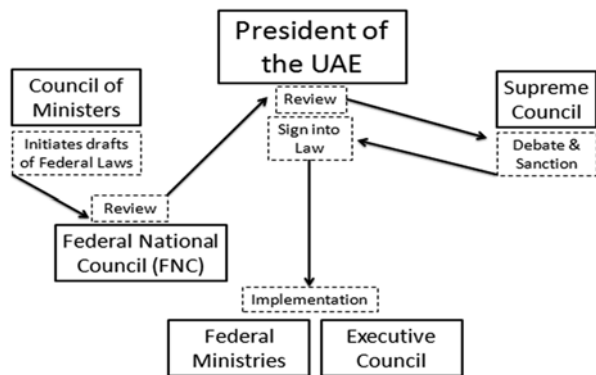 President of
the UAE
Review
Sign into
Law
Council of
Ministers
Initiates drafts
of Federal Laws
Review
Federal National
Council (FNC)
Supreme
Council
Debate &
Sanction
Implementation
Federal
Ministries
Executive
Council